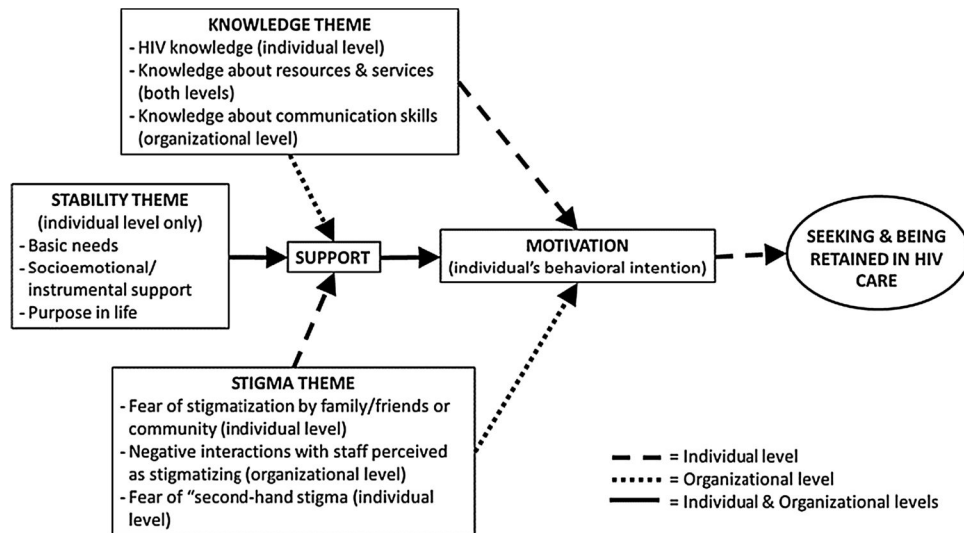 KNOWLEDGE THEME
- HIV knowledge (individual level)
- Knowledge about resources & services
(both levels)
- Knowledge about communication skills
(organizational level)
STABILITY THEME
(individual level only)
- Basic needs
- Socioemotional/
instrumental support
- Purpose in life
SUPPORT
MOTIVATION
(individual's behavioral intention)
SEEKING & BEING
RETAINED IN HIV
CARE
STIGMA THEME
- Fear of stigmatization by family/friends or
community (individual level)
- Negative interactions with staff perceived
as stigmatizing (organizational level)
- Fear of “second-hand stigma (individual
level)
= Individual level
= Organizational level
= Individual & Organizational levels